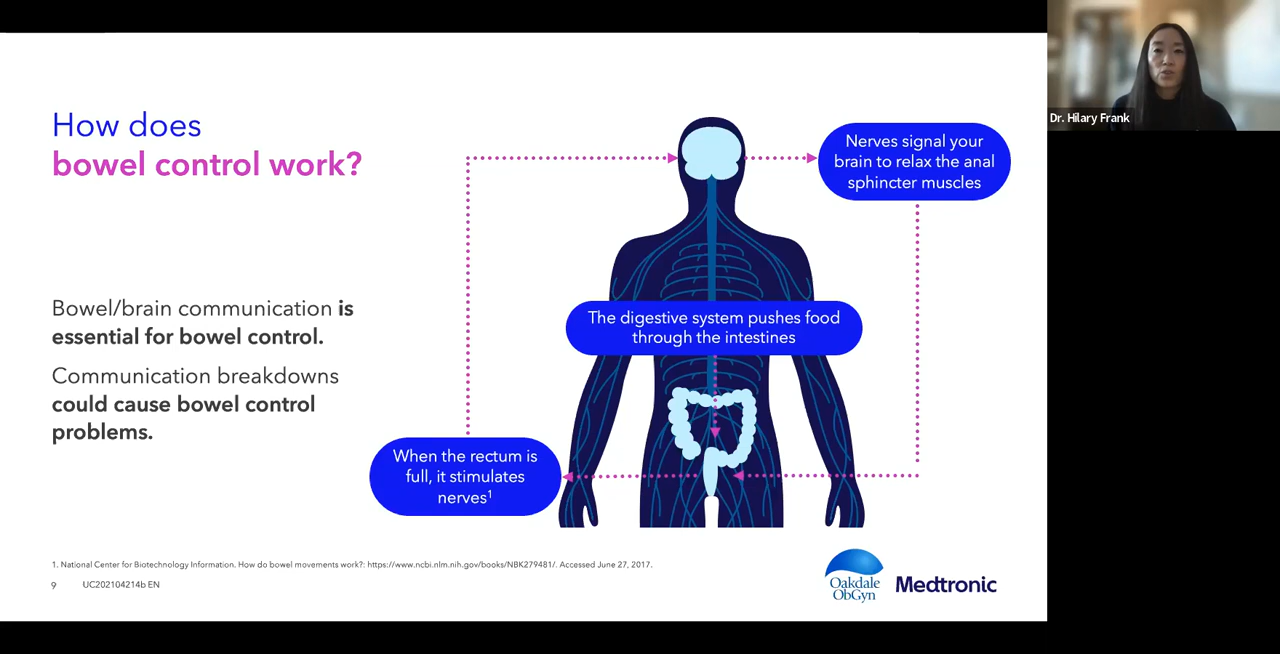 How does
bowel control work?
Bowel/brain communication is
essential for bowel control.
Communication breakdowns
could cause bowel control
problems.
Nerves signal your
brain to relax the anal
sphincter muscles
The digestive system pushes food
through the intestines
When the rectum is
full, it stimulates
nerves1
1. National Center for Biotechnology Information. How do bowel movements work?: https://www.ncbi.nlm.nih.gov/books/NBK279481/. Accessed June 27, 2017.
9 UC202104214b EN
Oakdale
ObGyn
Medtronic
Dr. Hilary Frank